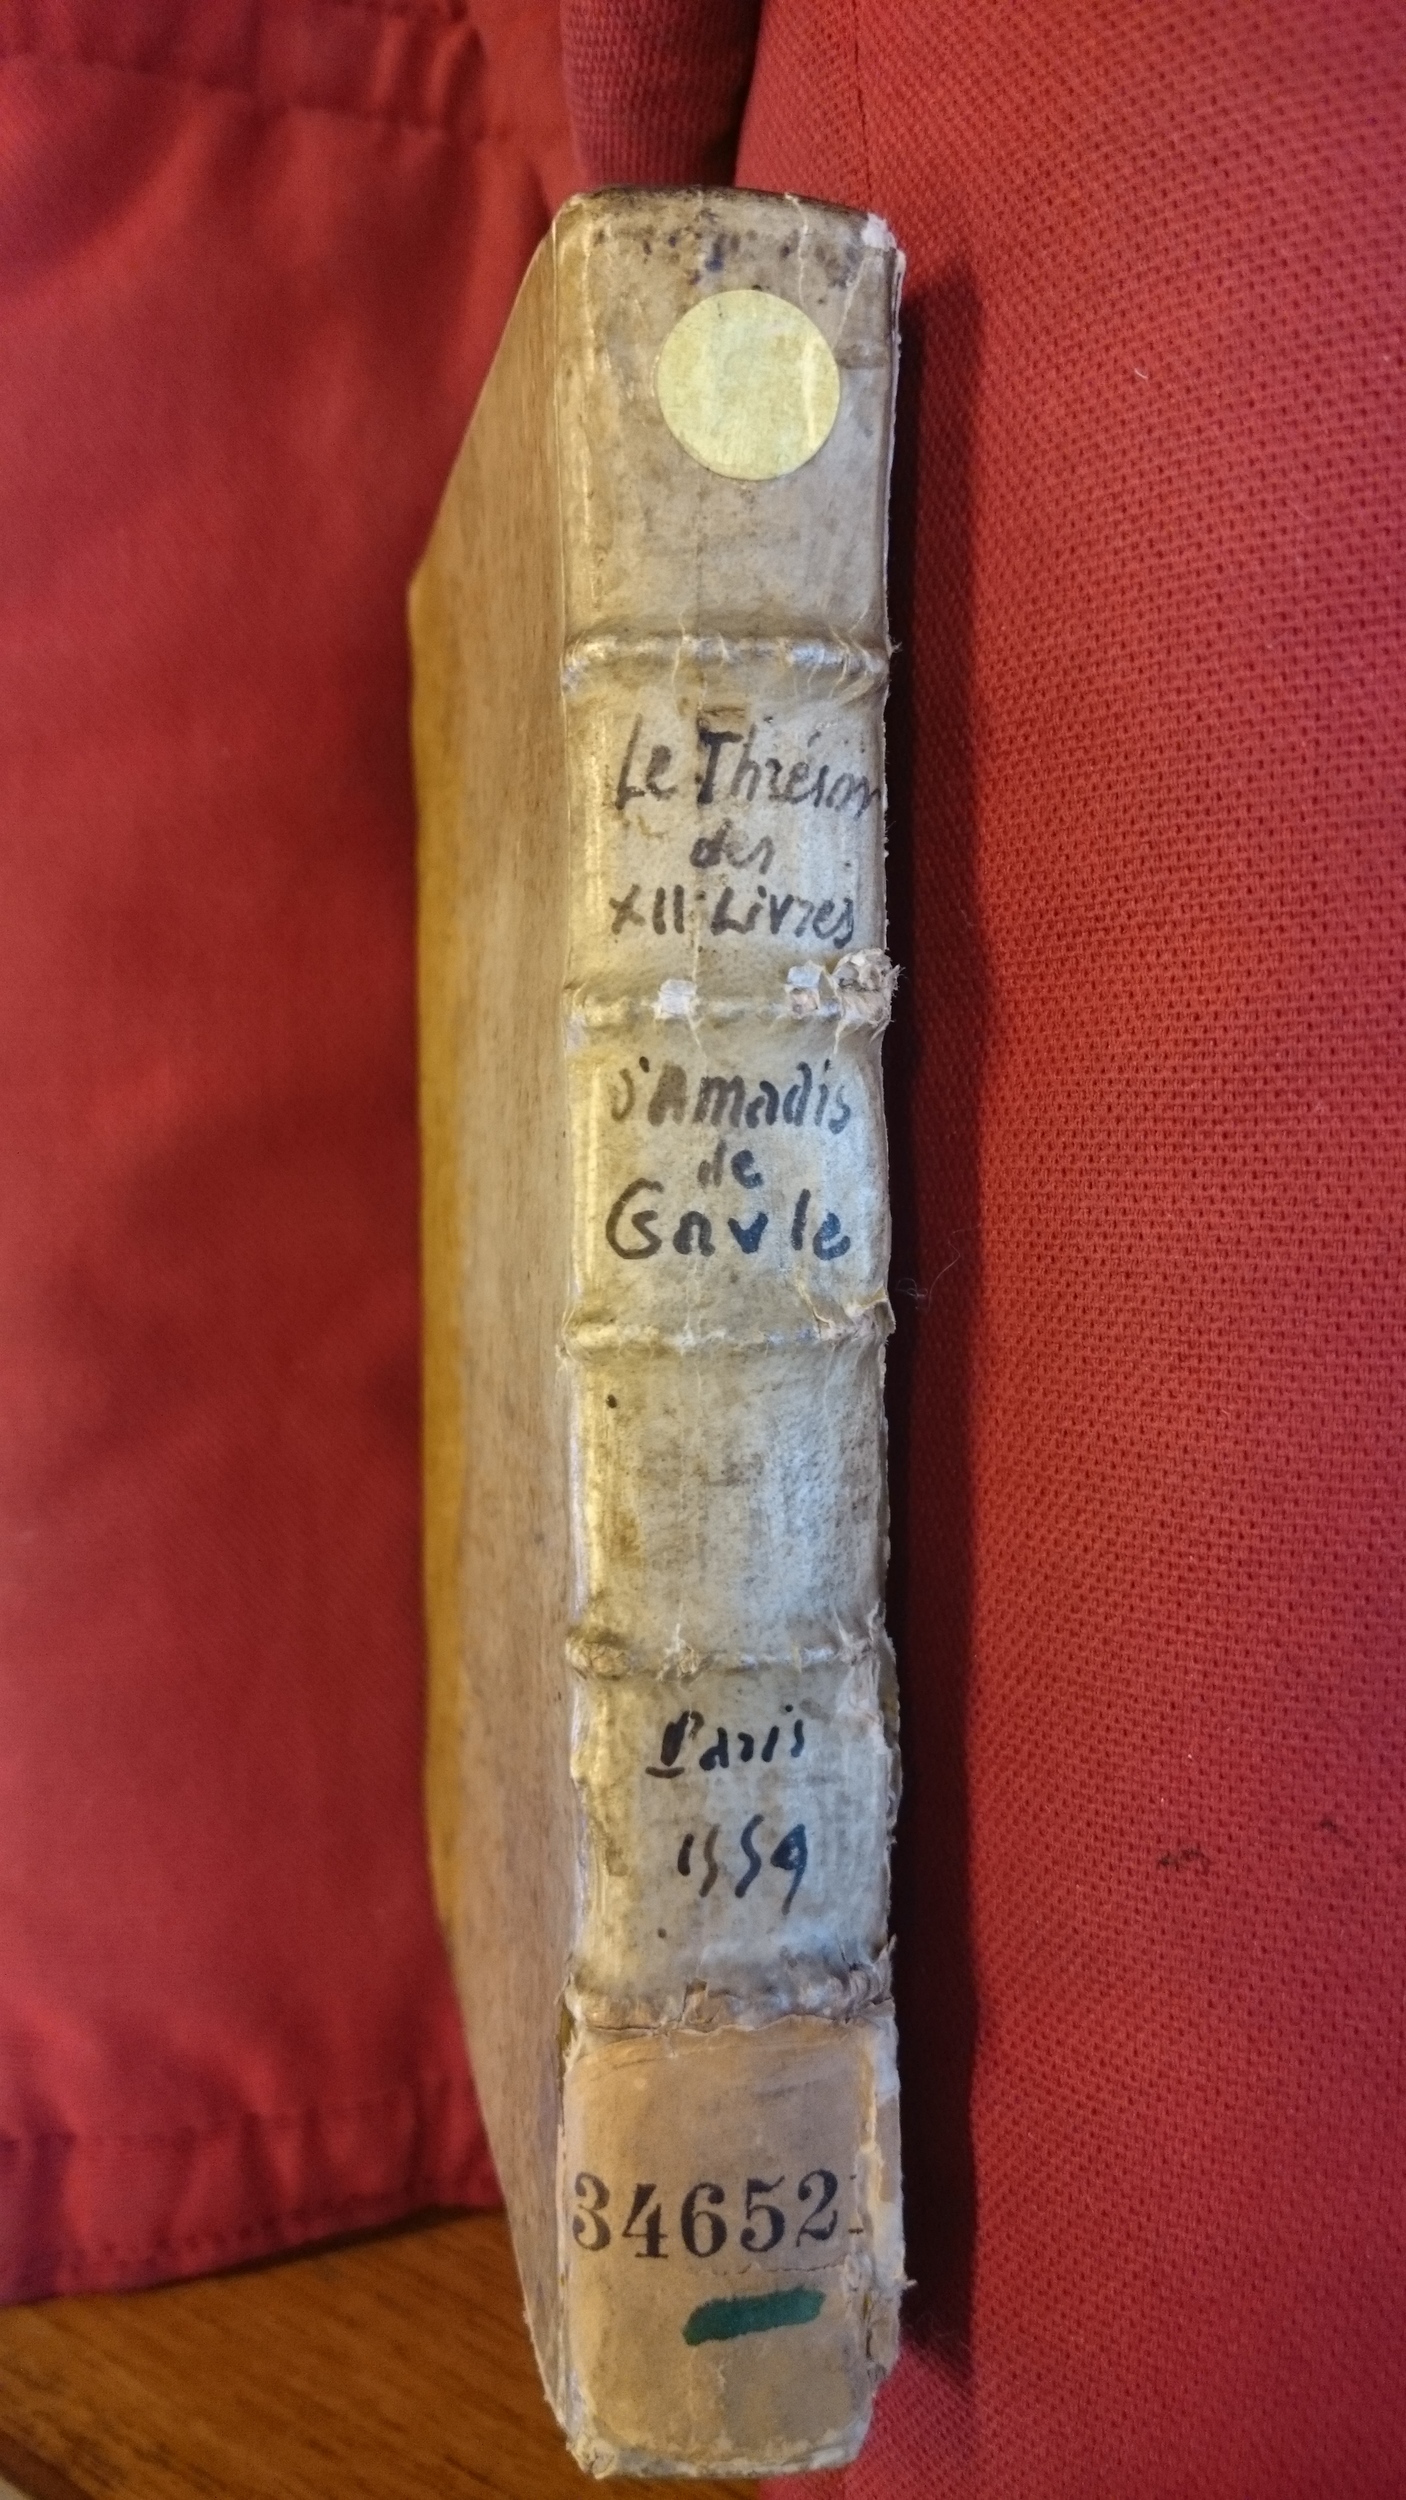 Le Thrésor
des
XII Livres
d'Amadis
de
Gavle
Paris
1559
34652